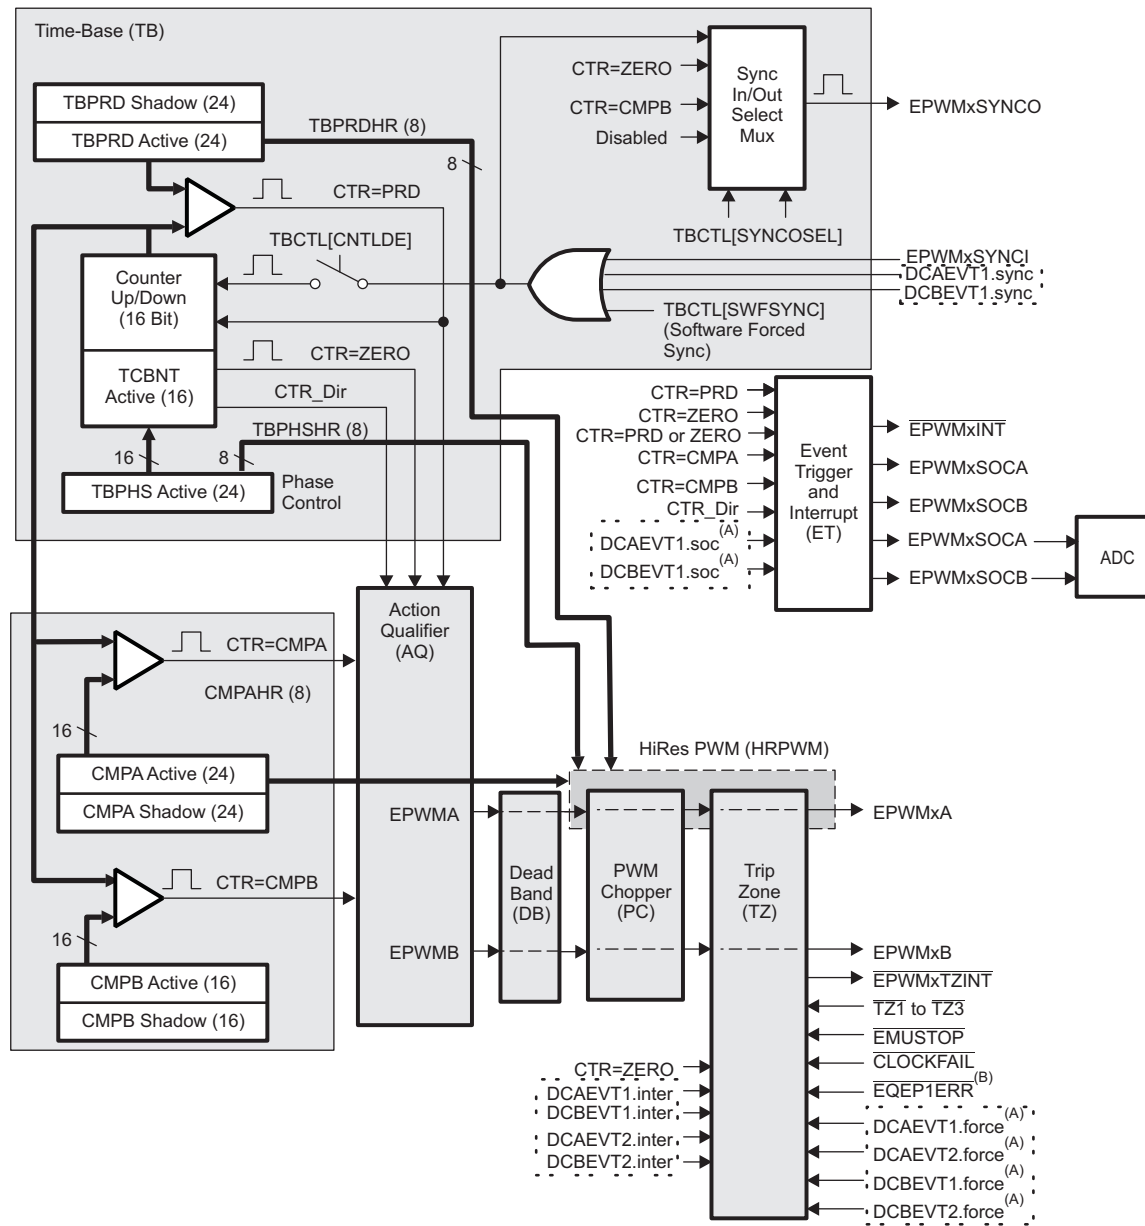 Time-Base (TB)
TBPRD Shadow (24)
TBPRD Active (24)
TBPRDHR (8)
8
CTR=PRD
TBCTL[CNTLDE]
Counter
Up/Down
(16 Bit)
TCBNT
Active (16)
CTR=ZERO
CTR_Dir
TBPHSHR (8)
16
8
TBPHS Active (24)
Phase
Control
CTR=ZERO
CTR=CMPB
Disabled
Sync
In/Out
Select
Mux
EPWMxSYNCO
TBCTL[SYNCOSEL]
EPWMxSYNCI
DCAEVT1.sync
DCBEVT1.sync
TBCTL[SWFSYNC]
(Software Forced
Sync)
CTR=PRD
CTR=ZERO
CTR=PRD or ZERO
CTR=CMPA
CTR=CMPB
CTR_Dir
DCAEVT1.soc(A)
DCBEVT1.soc(A)
Event
Trigger
and
Interrupt
(ET)
EPWMxINT
EPWMxSOCA
EPWMxSOCB
EPWMxSOCA
EPWMxSOCB
ADC
Action
Qualifier
(AQ)
CTR=CMPA
CMPAHR (8)
16
CMPA Active (24)
CMPA Shadow (24)
CTR=CMPB
16
CMPB Active (16)
CMPB Shadow (16)
EPWMA
EPWMB
HiRes PWM (HRPWM)
Dead
Band
(DB)
PWM
Chopper
(PC)
Trip
Zone
(TZ)
EPWMxA
EPWMxB
EPWMxTZINT
TZ1 to TZ3
EMUSTOP
CLOCKFAIL
EQEP1ERR(B)
DCAEVT1.force(A)
DCAEVT2.force(A)
DCBEVT1.force(A)
DCBEVT2.force(A)
CTR=ZERO
DCAEVT1.inter
DCBEVT1.inter
DCAEVT2.inter
DCBEVT2.inter